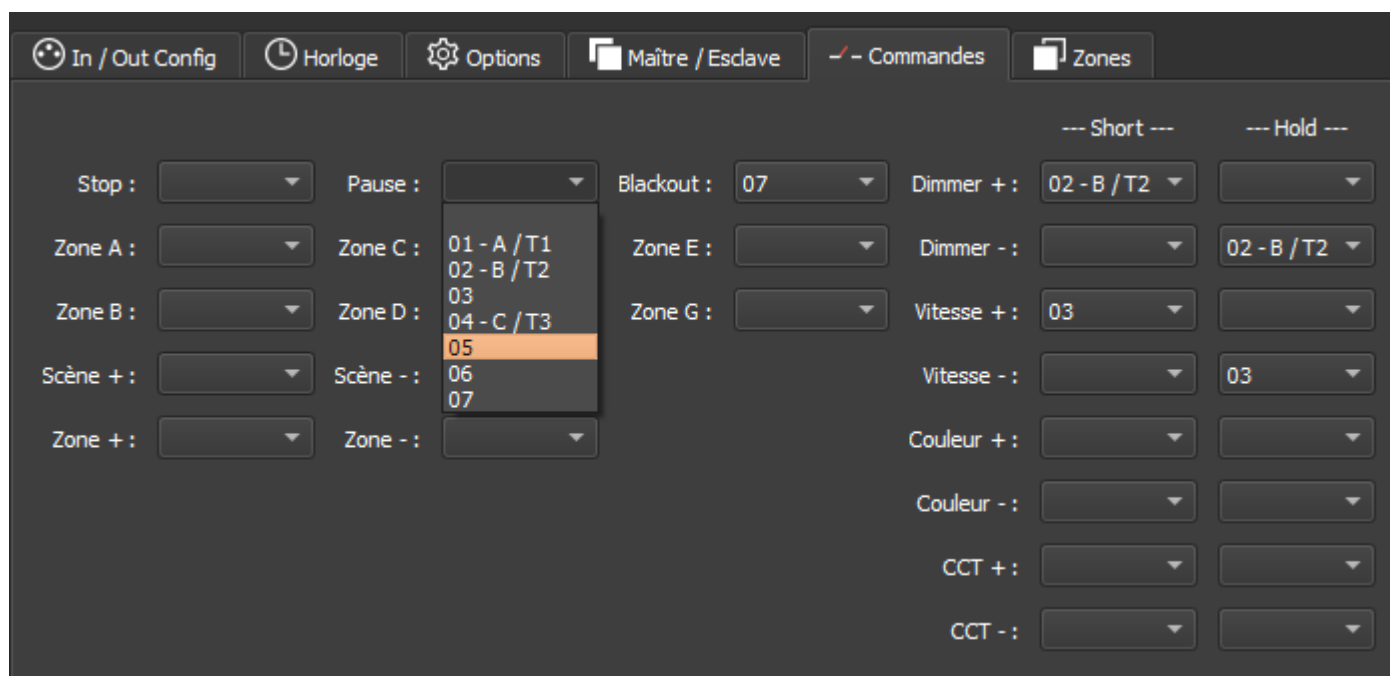 In / Out Config Horloge Options Maître / Esclave Commandes Zones
--- Short --- --- Hold ---
Stop : Pause : Blackout : 07 Dimmer + : 02 - B / T2
Zone A : Zone C : Zone E : Dimmer - : 02 - B / T2
01 - A / T1
02 - B / T2
03
04 - C / T3
05
06
07
Zone B : Zone D : Zone G : Vitesse + : 03
Scène + : Scène - : Vitesse - : 03
Zone + : Zone - : Couleur + :
Couleur - :
CCT + :
CCT - :